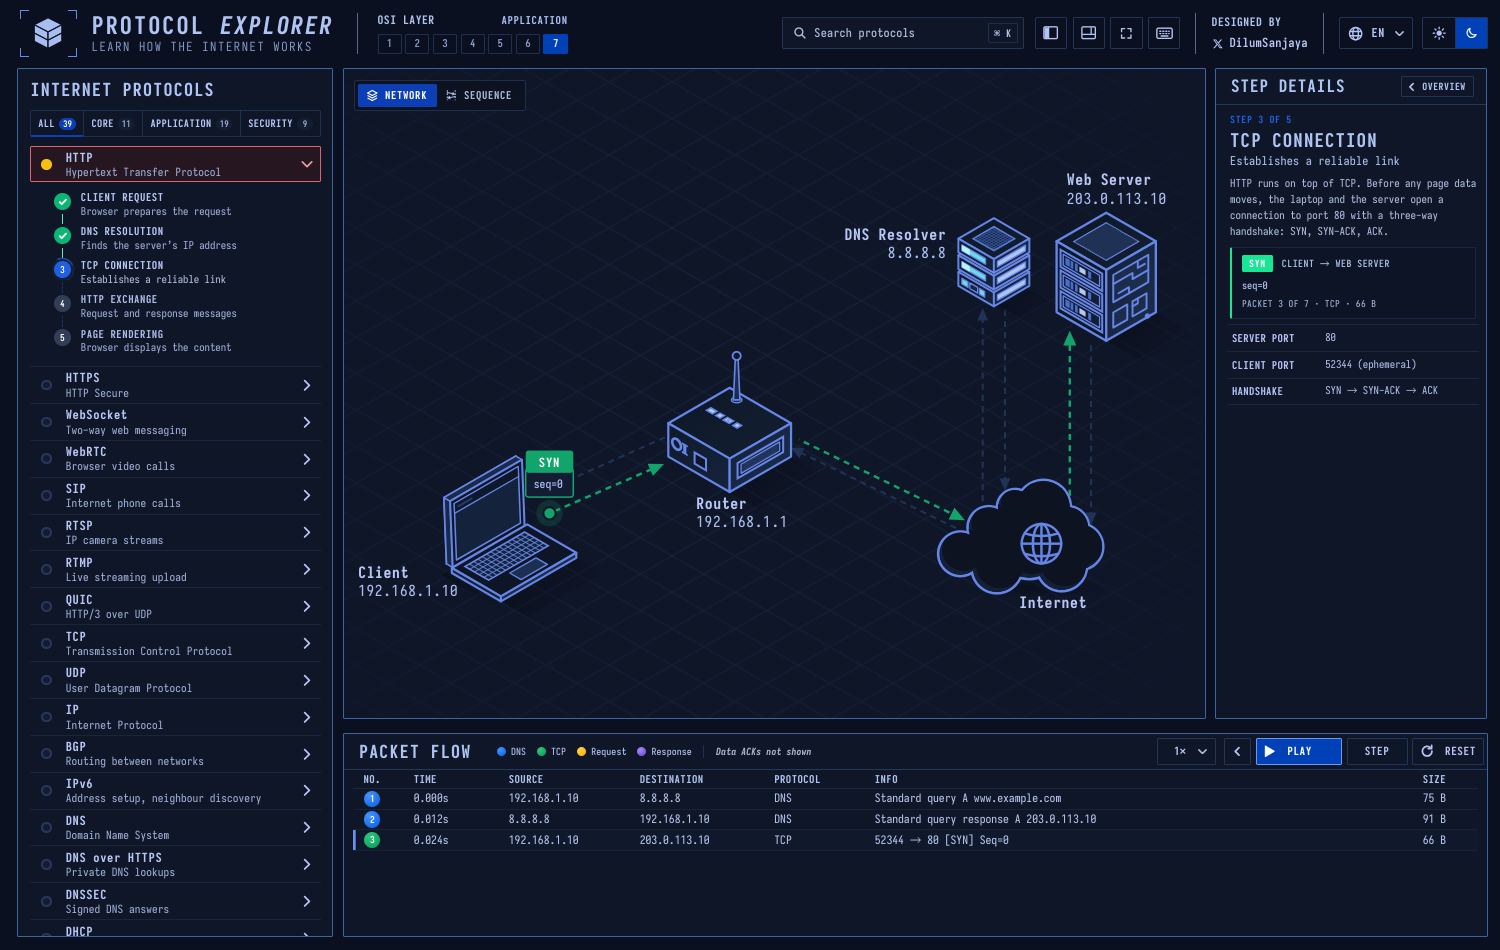 PROTOCOL EXPLORER
LEARN HOW THE INTERNET WORKS
OSI LAYER
APPLICATION
1 2 3 4 5 6 7
Search protocols
⌘ K
DESIGNED BY
DilumSanjaya
EN
INTERNET PROTOCOLS
ALL 39
CORE 11
APPLICATION 19
SECURITY 9
HTTP
Hypertext Transfer Protocol
CLIENT REQUEST
Browser prepares the request
DNS RESOLUTION
Finds the server's IP address
3 TCP CONNECTION
Establishes a reliable link
4 HTTP EXCHANGE
Request and response messages
5 PAGE RENDERING
Browser displays the content
HTTPS
HTTP Secure
WebSocket
Two-way web messaging
WebRTC
Browser video calls
SIP
Internet phone calls
RTSP
IP camera streams
RTMP
Live streaming upload
QUIC
HTTP/3 over UDP
TCP
Transmission Control Protocol
UDP
User Datagram Protocol
IP
Internet Protocol
BGP
Routing between networks
IPv6
Address setup, neighbour discovery
DNS
Domain Name System
DNS over HTTPS
Private DNS lookups
DNSSEC
Signed DNS answers
DHCP
NETWORK
SEQUENCE
Web Server
203.0.113.10
DNS Resolver
8.8.8.8
SYN
seq=0
Router
192.168.1.1
Client
192.168.1.10
Internet
STEP DETAILS
OVERVIEW
STEP 3 OF 5
TCP CONNECTION
Establishes a reliable link
HTTP runs on top of TCP. Before any page data
moves, the laptop and the server open a
connection to port 80 with a three-way
handshake: SYN, SYN-ACK, ACK.
SYN CLIENT → WEB SERVER
seq=0
PACKET 3 OF 7 · TCP · 66 B
SERVER PORT 80
CLIENT PORT 52344 (ephemeral)
HANDSHAKE SYN → SYN-ACK → ACK
PACKET FLOW
DNS
TCP
Request
Response
Data ACKs not shown
1×
PLAY
STEP
RESET
NO. TIME SOURCE DESTINATION PROTOCOL INFO SIZE
1 0.000s 192.168.1.10 8.8.8.8 DNS Standard query A www.example.com 75 B
2 0.012s 8.8.8.8 192.168.1.10 DNS Standard query response A 203.0.113.10 91 B
3 0.024s 192.168.1.10 203.0.113.10 TCP 52344 → 80 [SYN] Seq=0 66 B